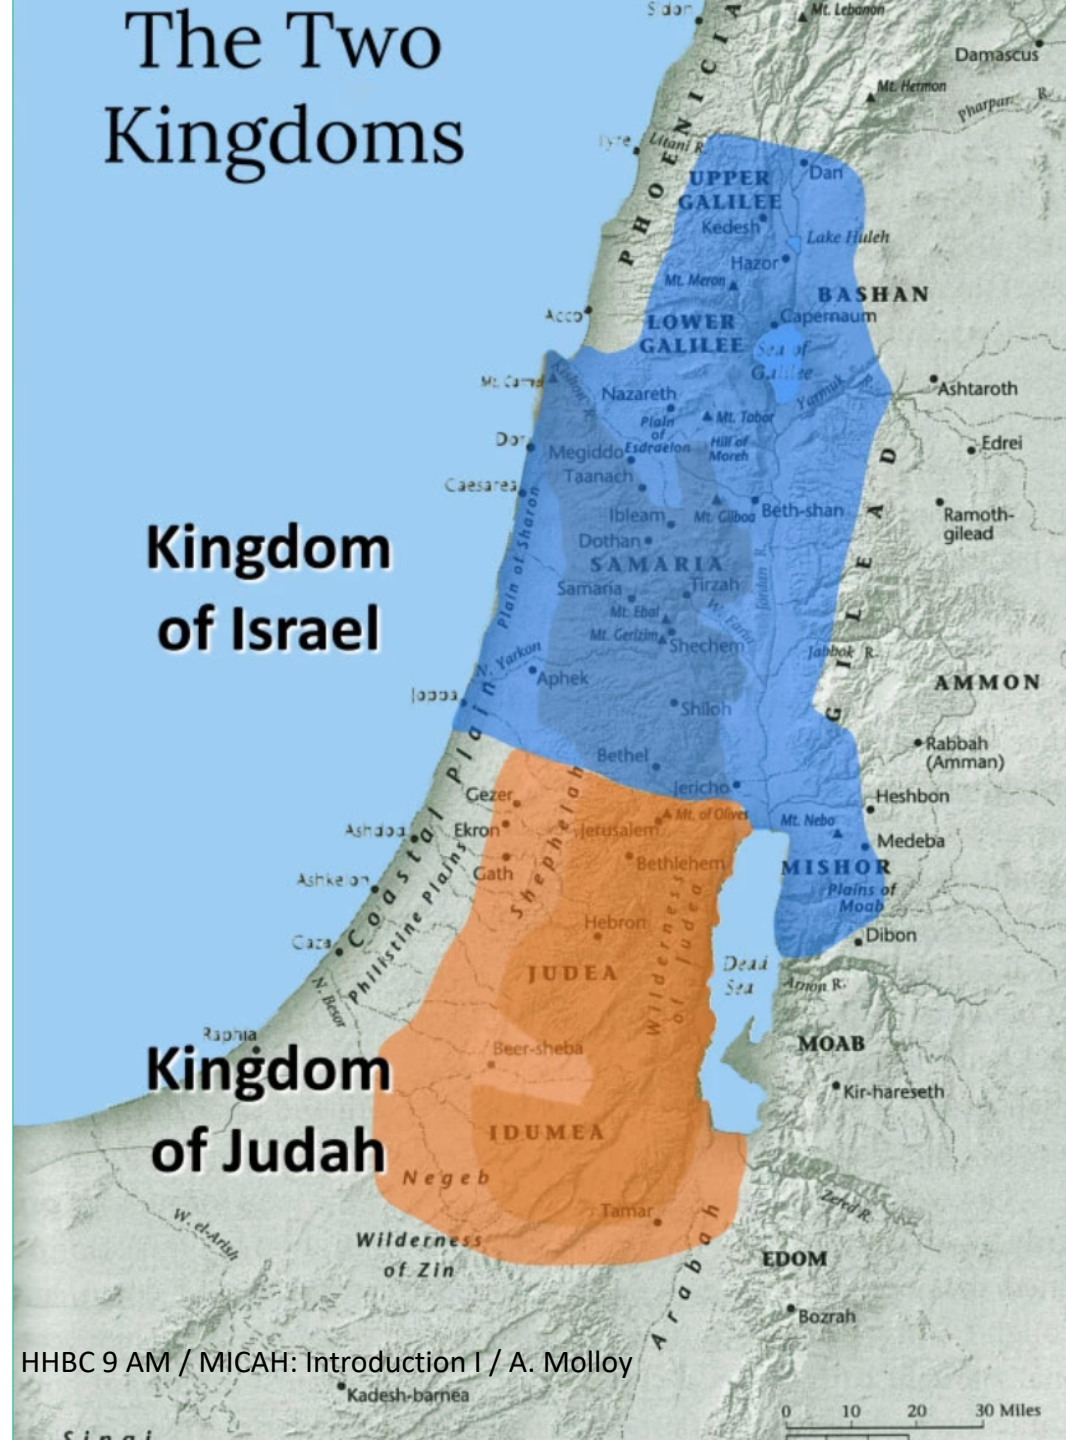 The Two
Kingdoms
Sidon
Mt. Lebanon
Damascus
Mt. Hermon
Pharpar R.
PHOENICIA
Tyre
Litani R.
UPPER
GALILEE
Dan
Kedesh
Lake Huleh
Hazor
Mt. Meron
BASHAN
Acco
LOWER
GALILEE
Capernaum
Sea of
Galilee
Mt. Carmel
Kishon R.
Nazareth
Yarmuk R.
Ashtaroth
Plain
of
Esdraelon
Mt. Tabor
Dor
Hill of
Moreh
Edrei
Megiddo
Taanach
Caesarea
Ibleam
Mt. Gilboa
Beth-shan
Ramoth-
gilead
Kingdom
of Israel
Plain of Sharon
Dothan
SAMARIA
Samaria
Tirzah
Jordan R.
Mt. Ebal
W. Faria
Mt. Gerizim
Shechem
GILEAD
Jabbok R.
N. Yarkon
Aphek
AMMON
Joppa
Shiloh
Rabbah
(Amman)
Bethel
Jericho
Heshbon
Gezer
Mt. of Olives
Mt. Nebo
Ashdod
Ekron
Jerusalem
Medeba
Gath
Bethlehem
MISHOR
Ashkelon
Plains of
Moab
Shephelah
Coastal Plain
Philistine Plains
Hebron
Gaza
Dibon
Wilderness
of Judea
JUDEA
Dead
Sea
Arnon R.
N. Besor
Raphia
MOAB
Kingdom
of Judah
Beer-sheba
Kir-hareseth
IDUMEA
Negeb
Tamar
Zered R.
W. el-Arish
Wilderness
of Zin
Arabah
EDOM
Bozrah
HHBC 9 AM / MICAH: Introduction I / A. Molloy
Kadesh-barnea
0 10 20 30 Miles
Sinai